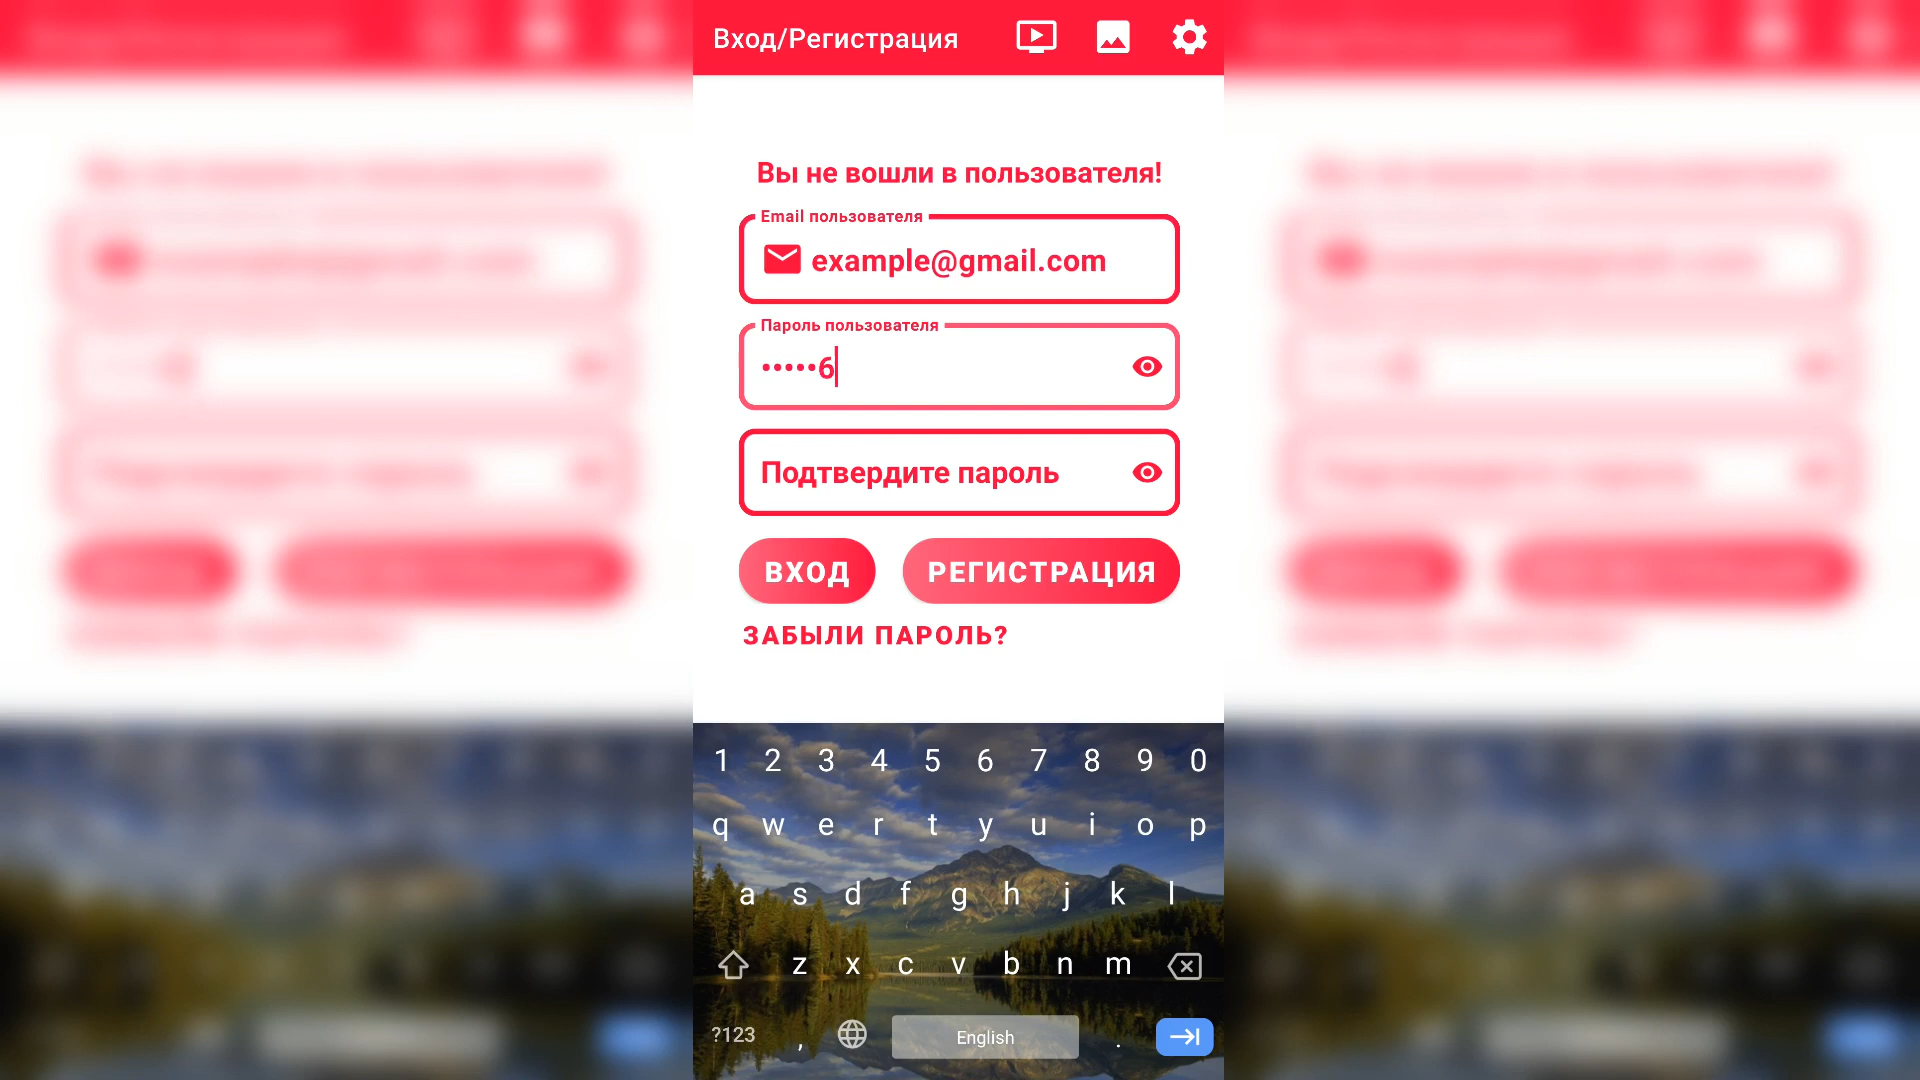 Вход/Регистрация
Вы не вошли в пользователя!
Email пользователя
example@gmail.com
Пароль пользователя
•••••6
Подтвердите пароль
ВХОД РЕГИСТРАЦИЯ
ЗАБЫЛИ ПАРОЛЬ?
1 2 3 4 5 6 7 8 9 0
q w e r t y u i o p
a s d f g h j k l
z x c v b n m
?123 , English .